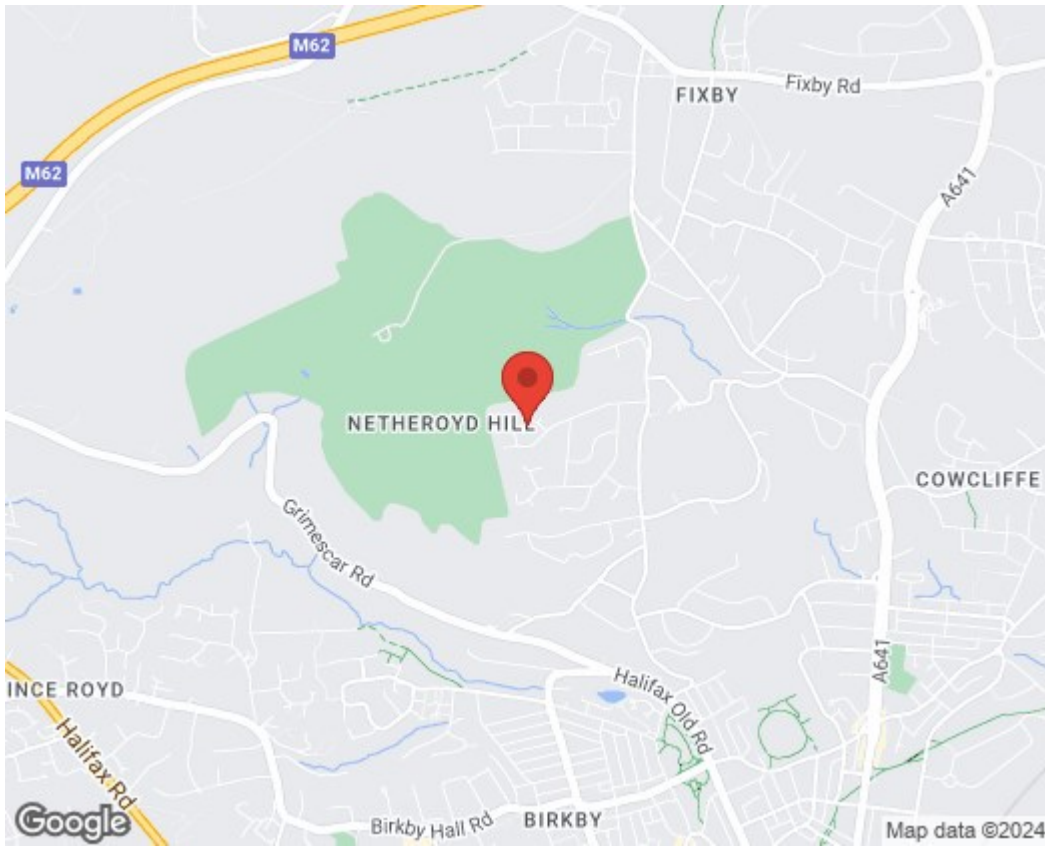 M62
Fixby Rd
FIXBY
M62
A641
NETHEROYD HILL
COWCLIFFE
Grimescar Rd
A641
INCE ROYD
Halifax Old Rd
Halifax Rd
Birkby Hall Rd
BIRKBY
Google
Map data ©2024